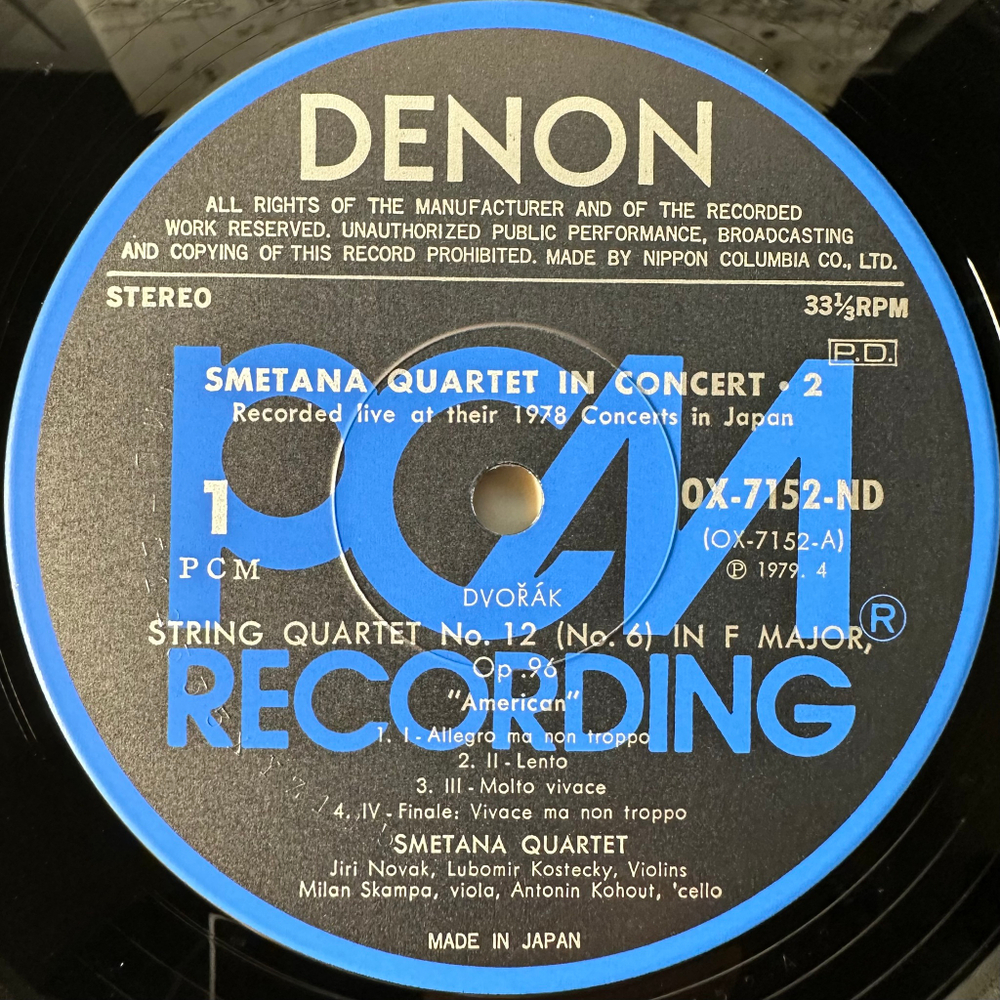 DENON
ALL RIGHTS OF THE MANUFACTURER AND OF THE RECORDED
WORK RESERVED. UNAUTHORIZED PUBLIC PERFORMANCE, BROADCASTING
AND COPYING OF THIS RECORD PROHIBITED. MADE BY NIPPON COLUMBIA CO., LTD.
STEREO
33⅓RPM
P.D.
PCM
RECORDING
®
SMETANA QUARTET IN CONCERT • 2
Recorded live at their 1978 Concerts in Japan
1
PCM
OX-7152-ND
(OX-7152-A)
℗ 1979. 4
DVOŘÁK
STRING QUARTET No. 12 (No. 6) IN F MAJOR,
Op .96
"American"
1. I - Allegro ma non troppo
2. II - Lento
3. III - Molto vivace
4. IV - Finale: Vivace ma non troppo
SMETANA QUARTET
Jiri Novak, Lubomir Kostecky, Violins
Milan Skampa, viola, Antonin Kohout, 'cello
MADE IN JAPAN